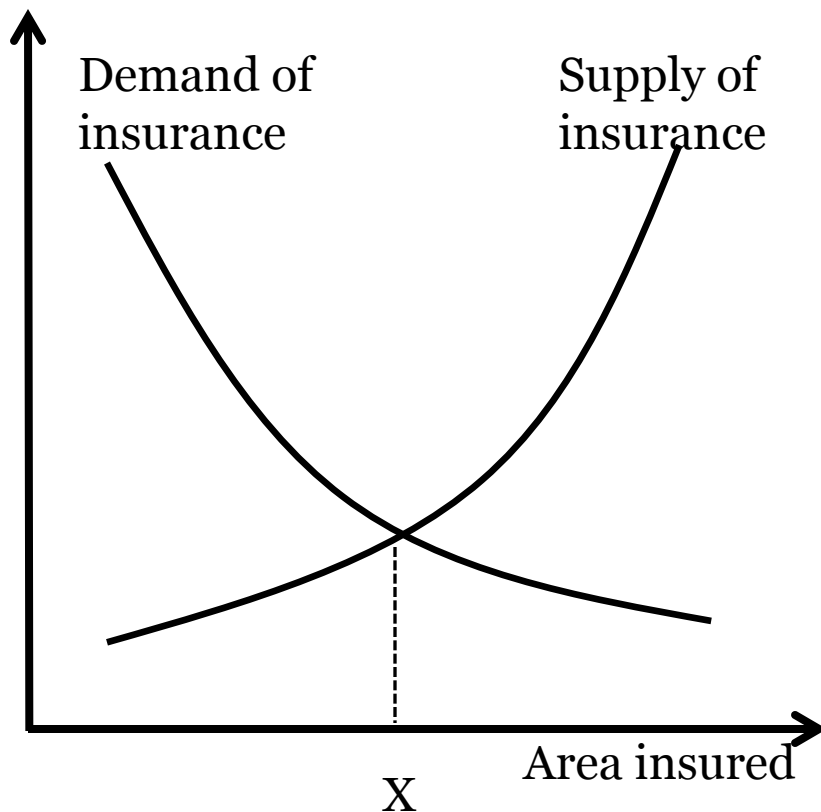 Demand of
insurance
Supply of
insurance
Area insured
X